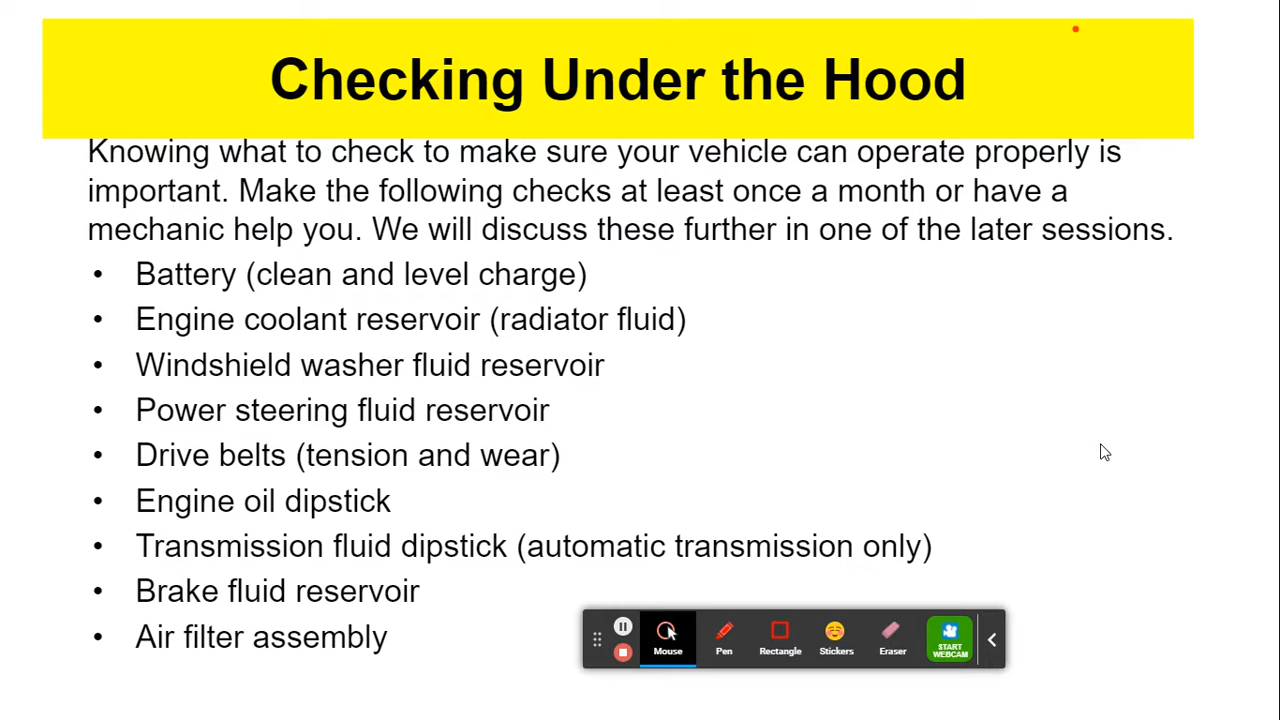 Checking Under the Hood
Knowing what to check to make sure your vehicle can operate properly is
important. Make the following checks at least once a month or have a
mechanic help you. We will discuss these further in one of the later sessions.
• Battery (clean and level charge)
• Engine coolant reservoir (radiator fluid)
• Windshield washer fluid reservoir
• Power steering fluid reservoir
• Drive belts (tension and wear)
• Engine oil dipstick
• Transmission fluid dipstick (automatic transmission only)
• Brake fluid reservoir
• Air filter assembly
Mouse Pen Rectangle Stickers Eraser START
WEBCAM